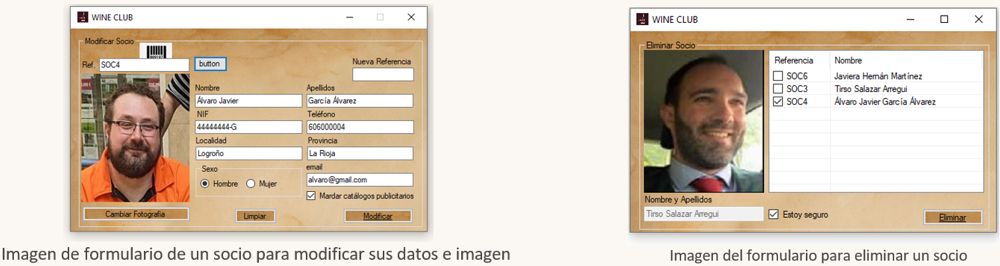 WINE CLUB
Modificar Socio
Ref. SOC4
button
Nueva Referencia
Nombre
Apellidos
Álvaro Javier
García Álvarez
NIF
Teléfono
44444444-G
606000004
Localidad
Provincia
Logroño
La Rioja
Sexo
email
Hombre
Mujer
alvaro@gmail.com
Mardar catálogos publicitarios
Cambiar Fotografia
Limpiar
Modificar
Imagen de formulario de un socio para modificar sus datos e imagen
WINE CLUB
Eliminar Socio
Referencia
Nombre
SOC6
Javiera Hernán Martínez
SOC3
Tirso Salazar Arregui
SOC4
Álvaro Javier García Álvarez
Nombre y Apellidos
Tirso Salazar Arregui
Estoy seguro
Eliminar
Imagen del formulario para eliminar un socio